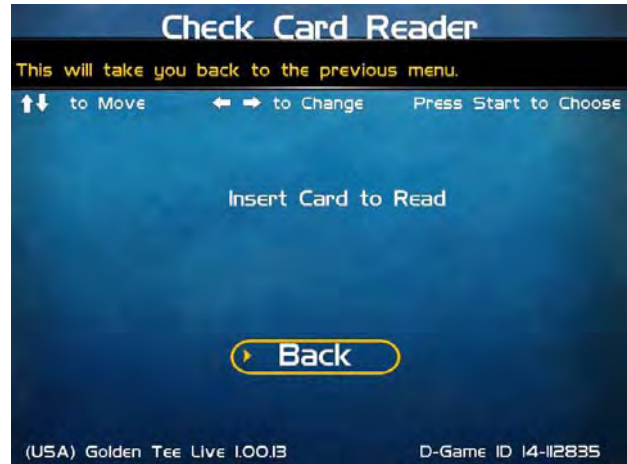 Check Card Reader
This will take you back to the previous menu.
↑↓ to Move ← → to Change Press Start to Choose
Insert Card to Read
Back
(USA) Golden Tee Live 1.00.13 D-Game ID 14-112835